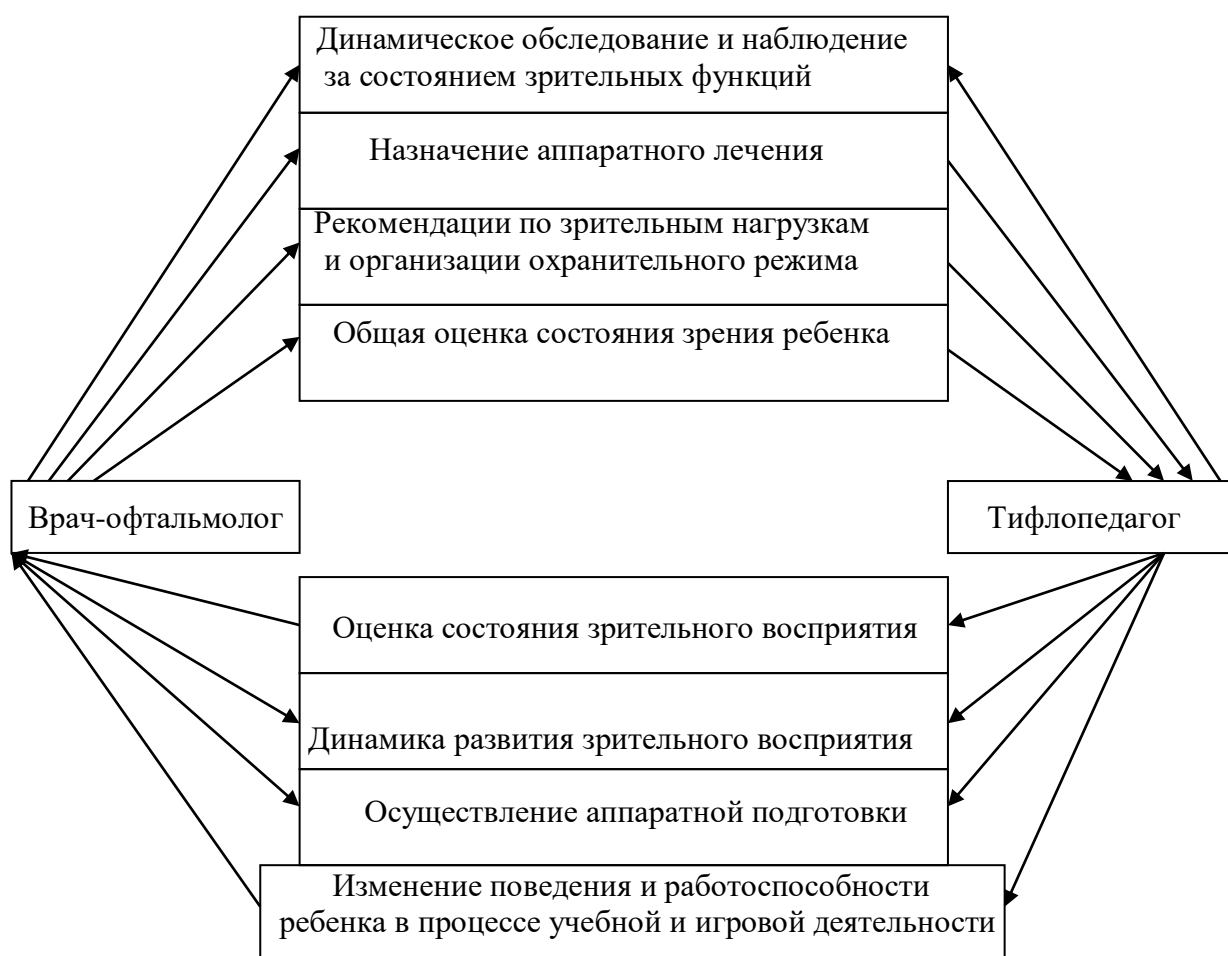 Динамическое обследование и наблюдение
за состоянием зрительных функций
Назначение аппаратного лечения
Рекомендации по зрительным нагрузкам
и организации охранительного режима
Общая оценка состояния зрения ребенка
Врач-офтальмолог
Тифлопедагог
Оценка состояния зрительного восприятия
Динамика развития зрительного восприятия
Осуществление аппаратной подготовки
Изменение поведения и работоспособности
ребенка в процессе учебной и игровой деятельности